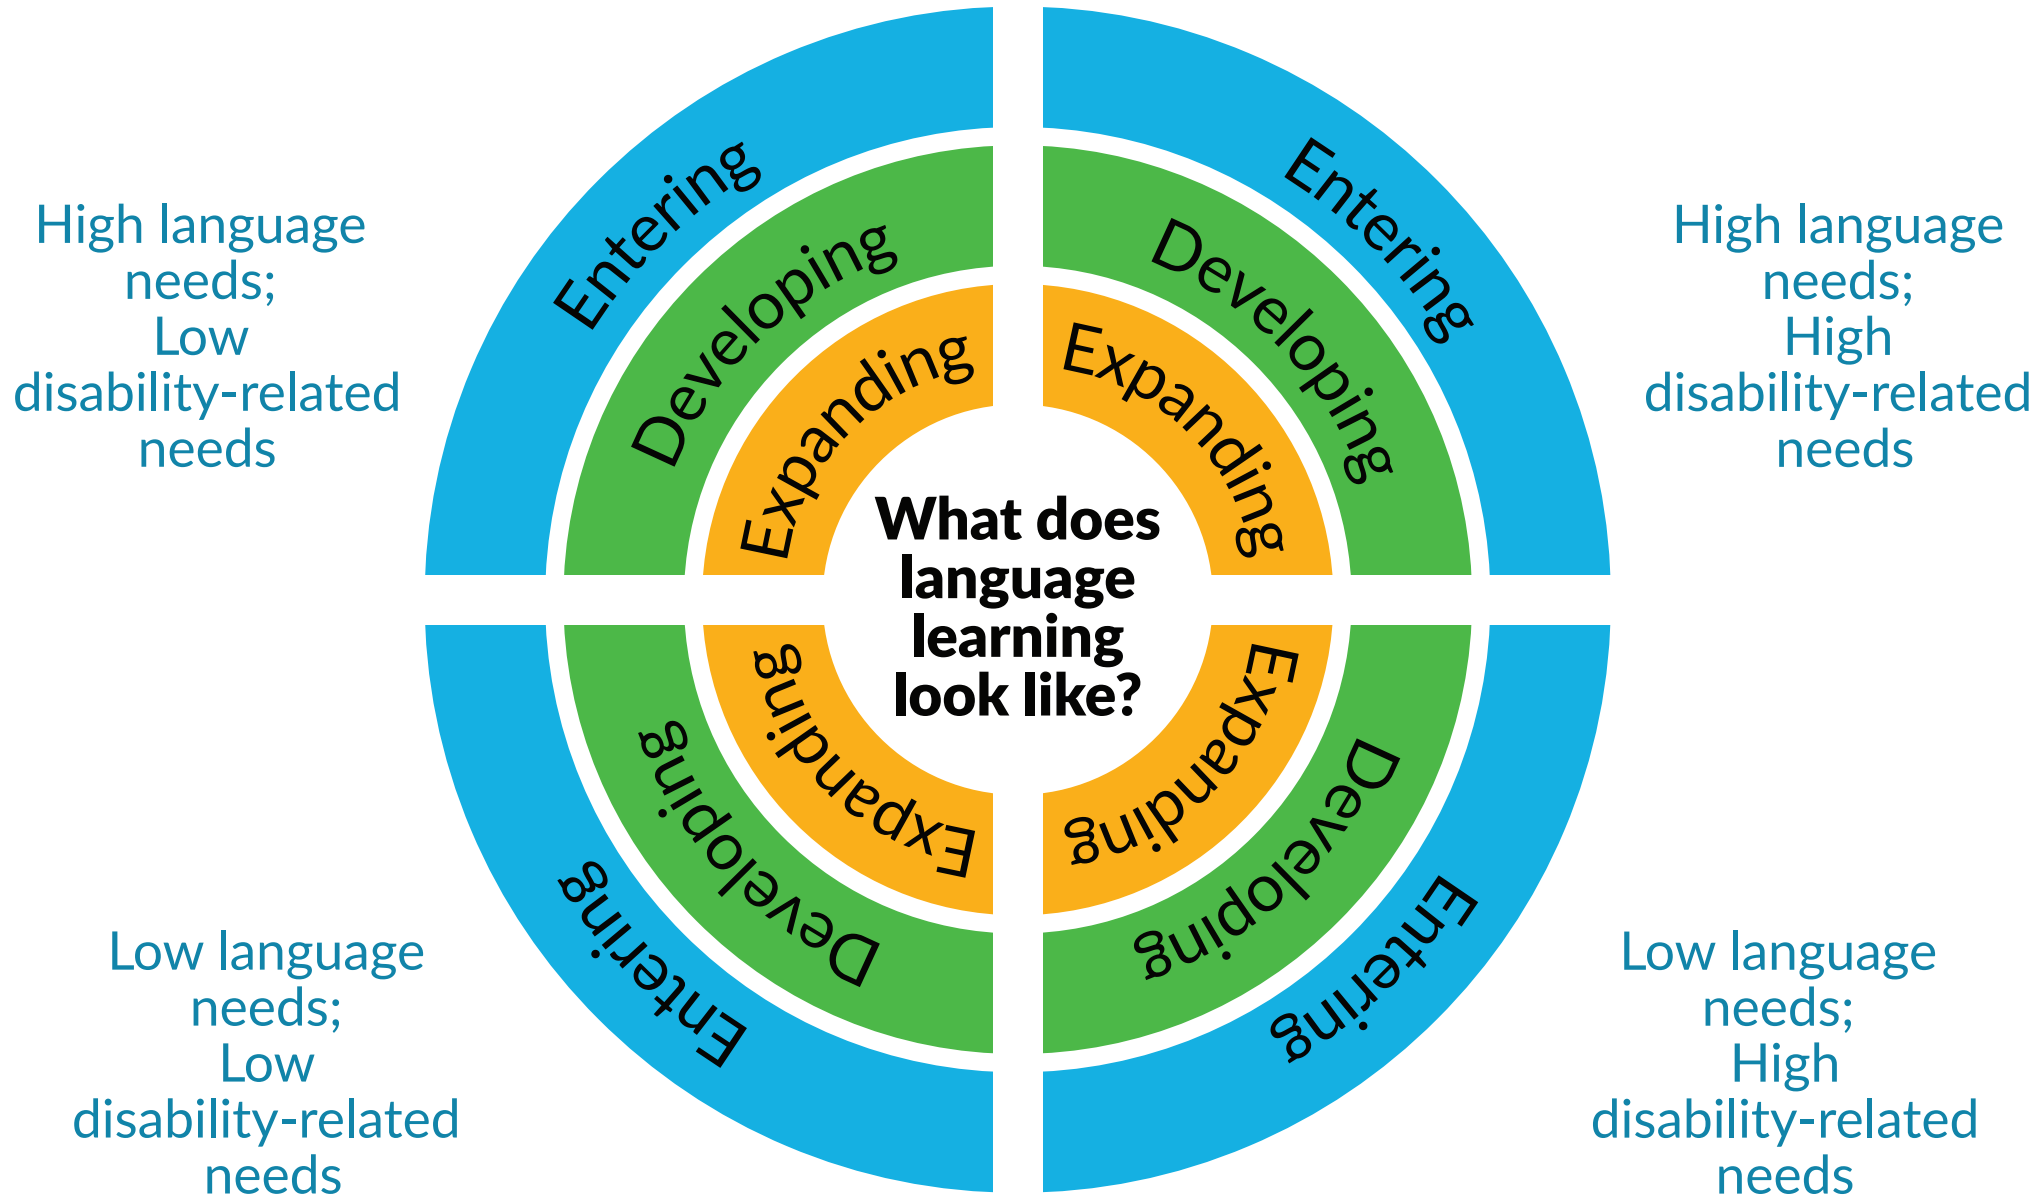 High language
needs;
Low
disability-related
needs
Entering
Developing
Expanding
Entering
Developing
Expanding
High language
needs;
High
disability-related
needs
What does
language
learning
look like?
Low language
needs;
Low
disability-related
needs
Expanding
Developing
Entering
Expanding
Developing
Entering
Low language
needs;
High
disability-related
needs